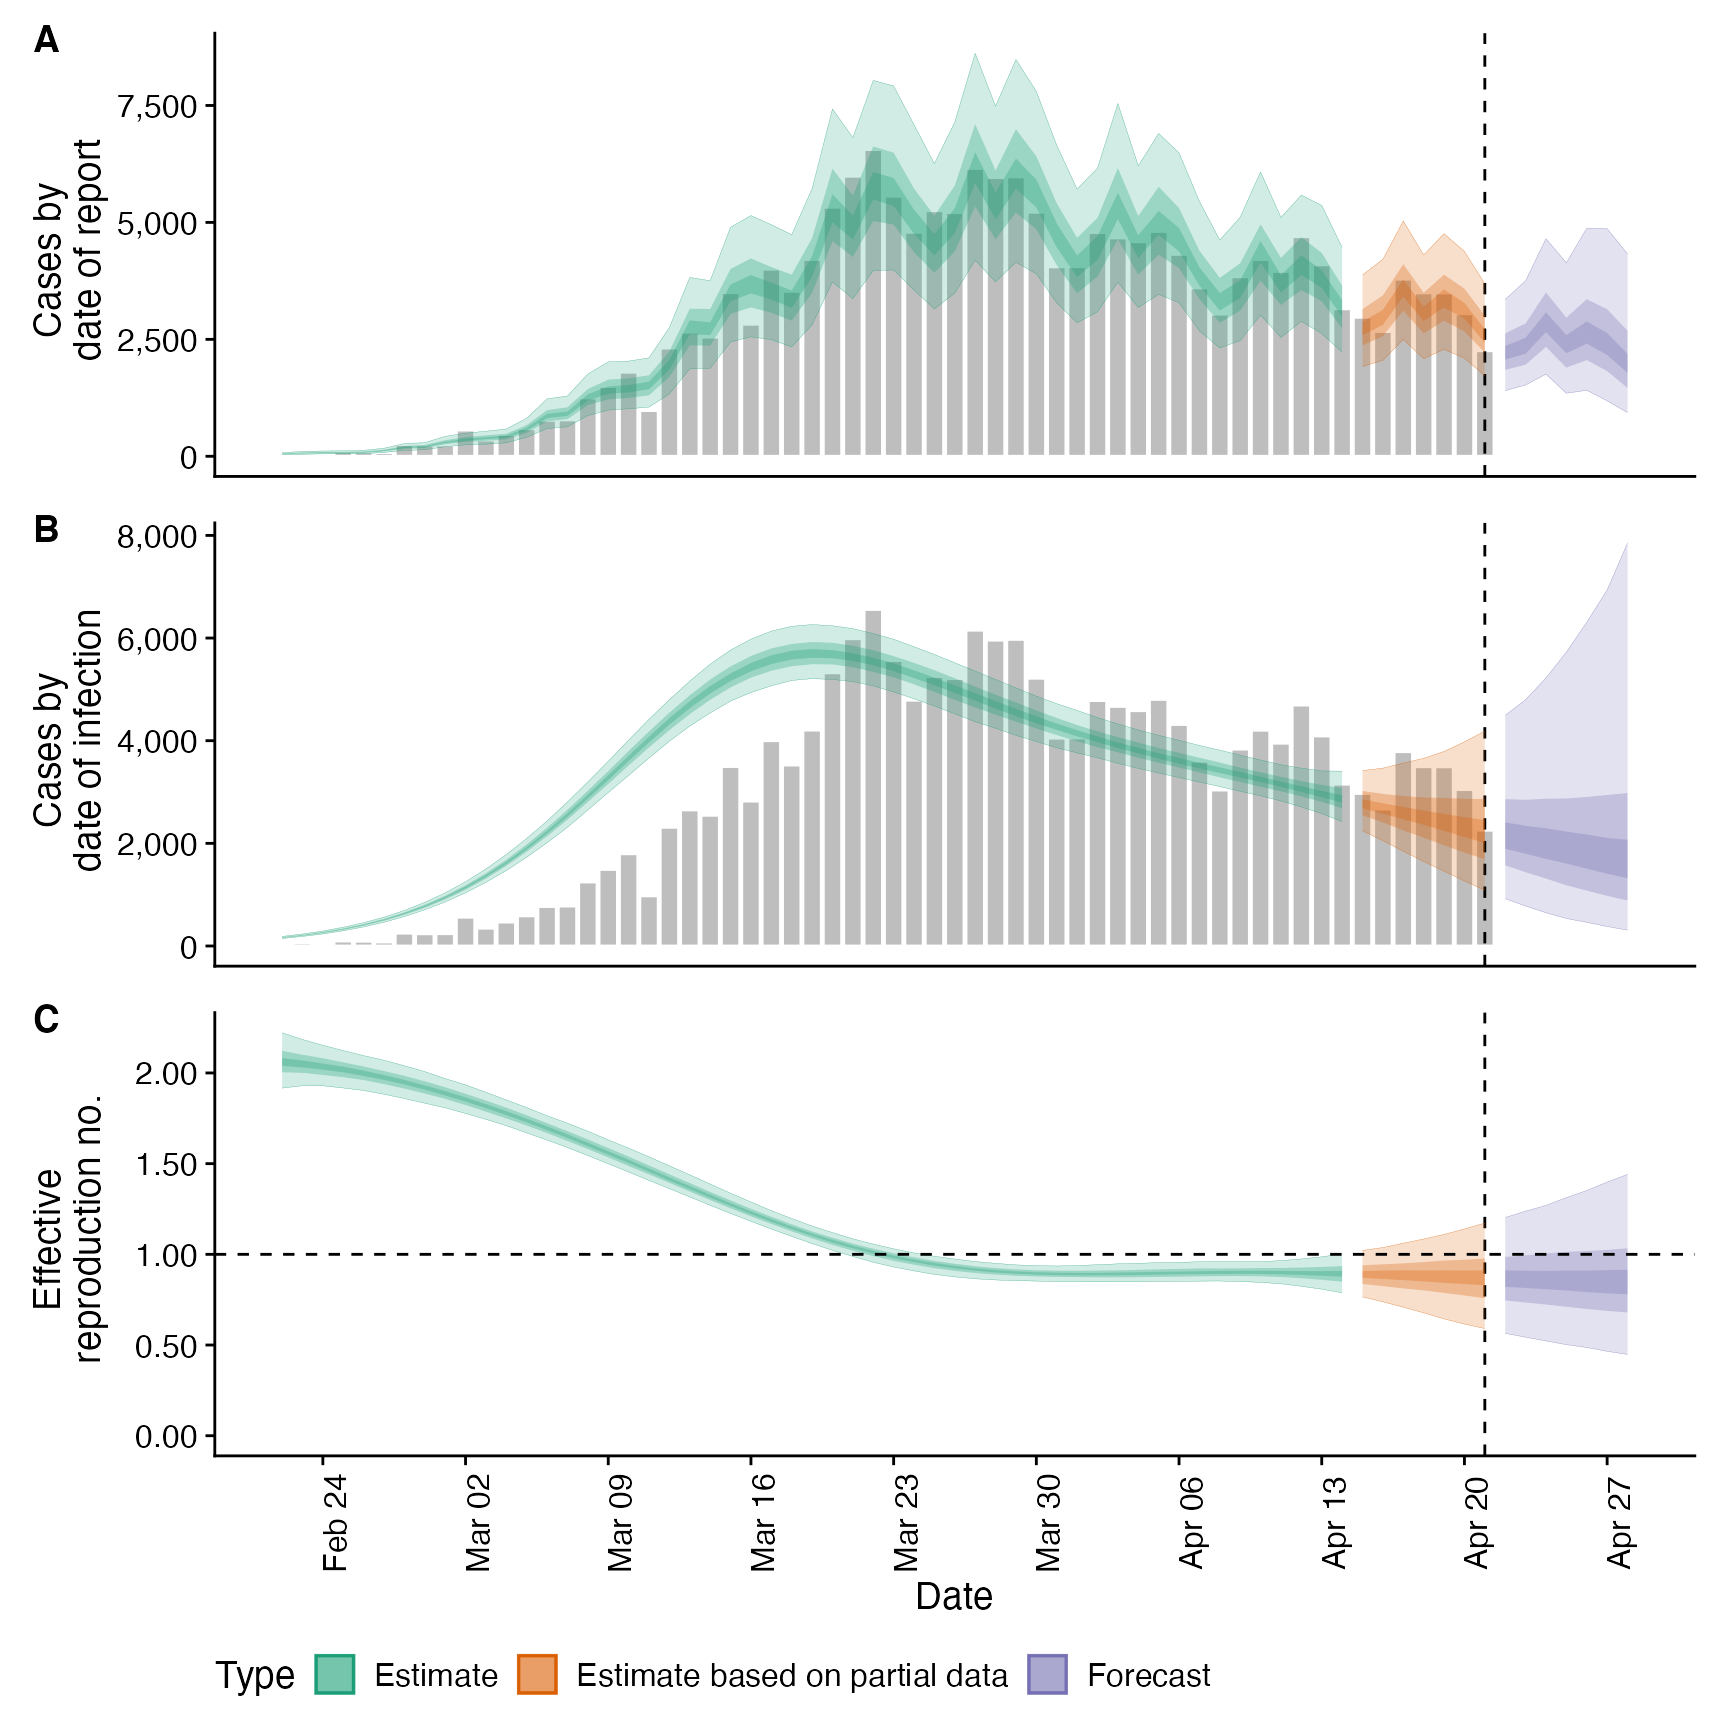 A
Cases by
date of report
7,500
5,000
2,500
0
B
Cases by
date of infection
8,000
6,000
4,000
2,000
0
C
Effective
reproduction no.
2.00
1.50
1.00
0.50
0.00
Feb 24
Mar 02
Mar 09
Mar 16
Mar 23
Mar 30
Apr 06
Apr 13
Apr 20
Apr 27
Date
Type Estimate Estimate based on partial data Forecast